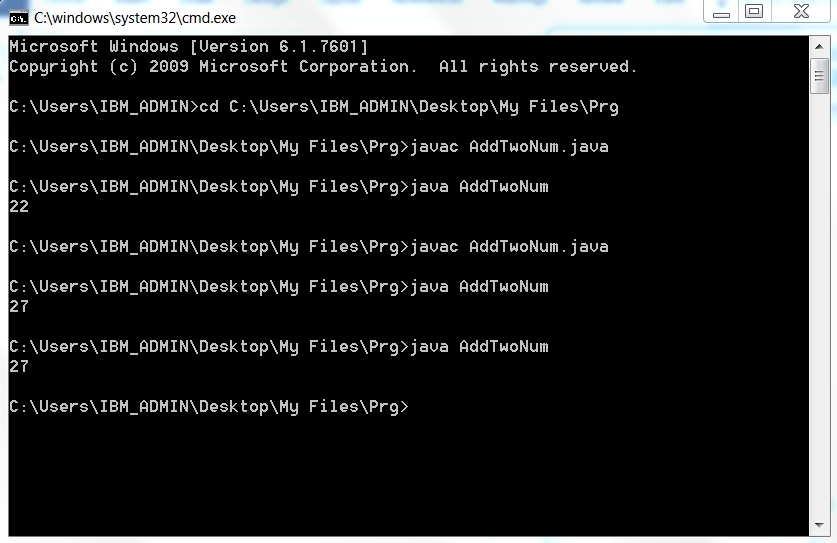 C:\windows\system32\cmd.exe
Microsoft Windows [Version 6.1.7601]
Copyright (c) 2009 Microsoft Corporation.  All rights reserved.
C:\Users\IBM_ADMIN>cd C:\Users\IBM_ADMIN\Desktop\My Files\Prg
C:\Users\IBM_ADMIN\Desktop\My Files\Prg>javac AddTwoNum.java
C:\Users\IBM_ADMIN\Desktop\My Files\Prg>java AddTwoNum
22
C:\Users\IBM_ADMIN\Desktop\My Files\Prg>javac AddTwoNum.java
C:\Users\IBM_ADMIN\Desktop\My Files\Prg>java AddTwoNum
27
C:\Users\IBM_ADMIN\Desktop\My Files\Prg>java AddTwoNum
27
C:\Users\IBM_ADMIN\Desktop\My Files\Prg>